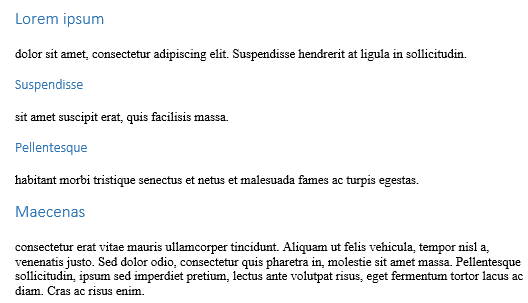 Lorem ipsum
dolor sit amet, consectetur adipiscing elit. Suspendisse hendrerit at ligula in sollicitudin.
Suspendisse
sit amet suscipit erat, quis facilisis massa.
Pellentesque
habitant morbi tristique senectus et netus et malesuada fames ac turpis egestas.
Maecenas
consectetur erat vitae mauris ullamcorper tincidunt. Aliquam ut felis vehicula, tempor nisl a,
venenatis justo. Sed dolor odio, consectetur quis pharetra in, molestie sit amet massa. Pellentesque
sollicitudin, ipsum sed imperdiet pretium, lectus ante volutpat risus, eget fermentum tortor lacus ac
diam. Cras ac risus enim.